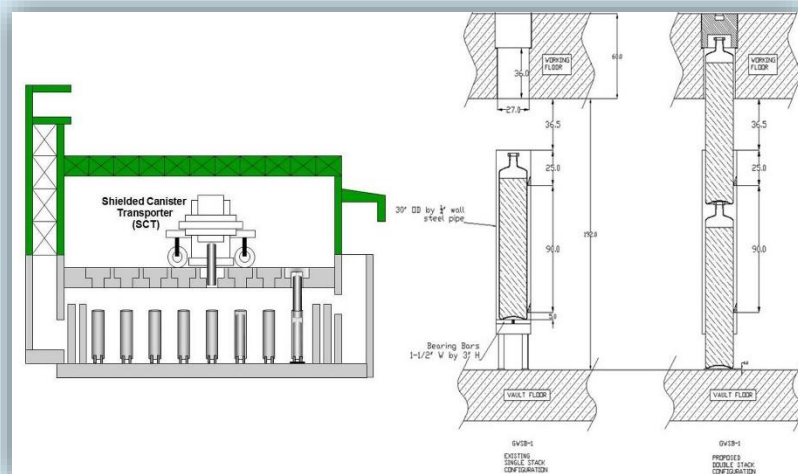 Shielded Canister
Transporter
(SCT)
WORKING
FLOOR
36.0
27.0
60.0
36.5
25.0
30" OD by ¼" wall
steel pipe
192.0
90.0
5.0
Bearing Bars
1-1/2" W by 3" H
VAULT FLOOR
GWSB-1
EXISTING
SINGLE STACK
CONFIGURATION
WORKING
FLOOR
36.5
25.0
90.0
VAULT FLOOR
GWSB-1
PROPOSED
DOUBLE STACK
CONFIGURATION